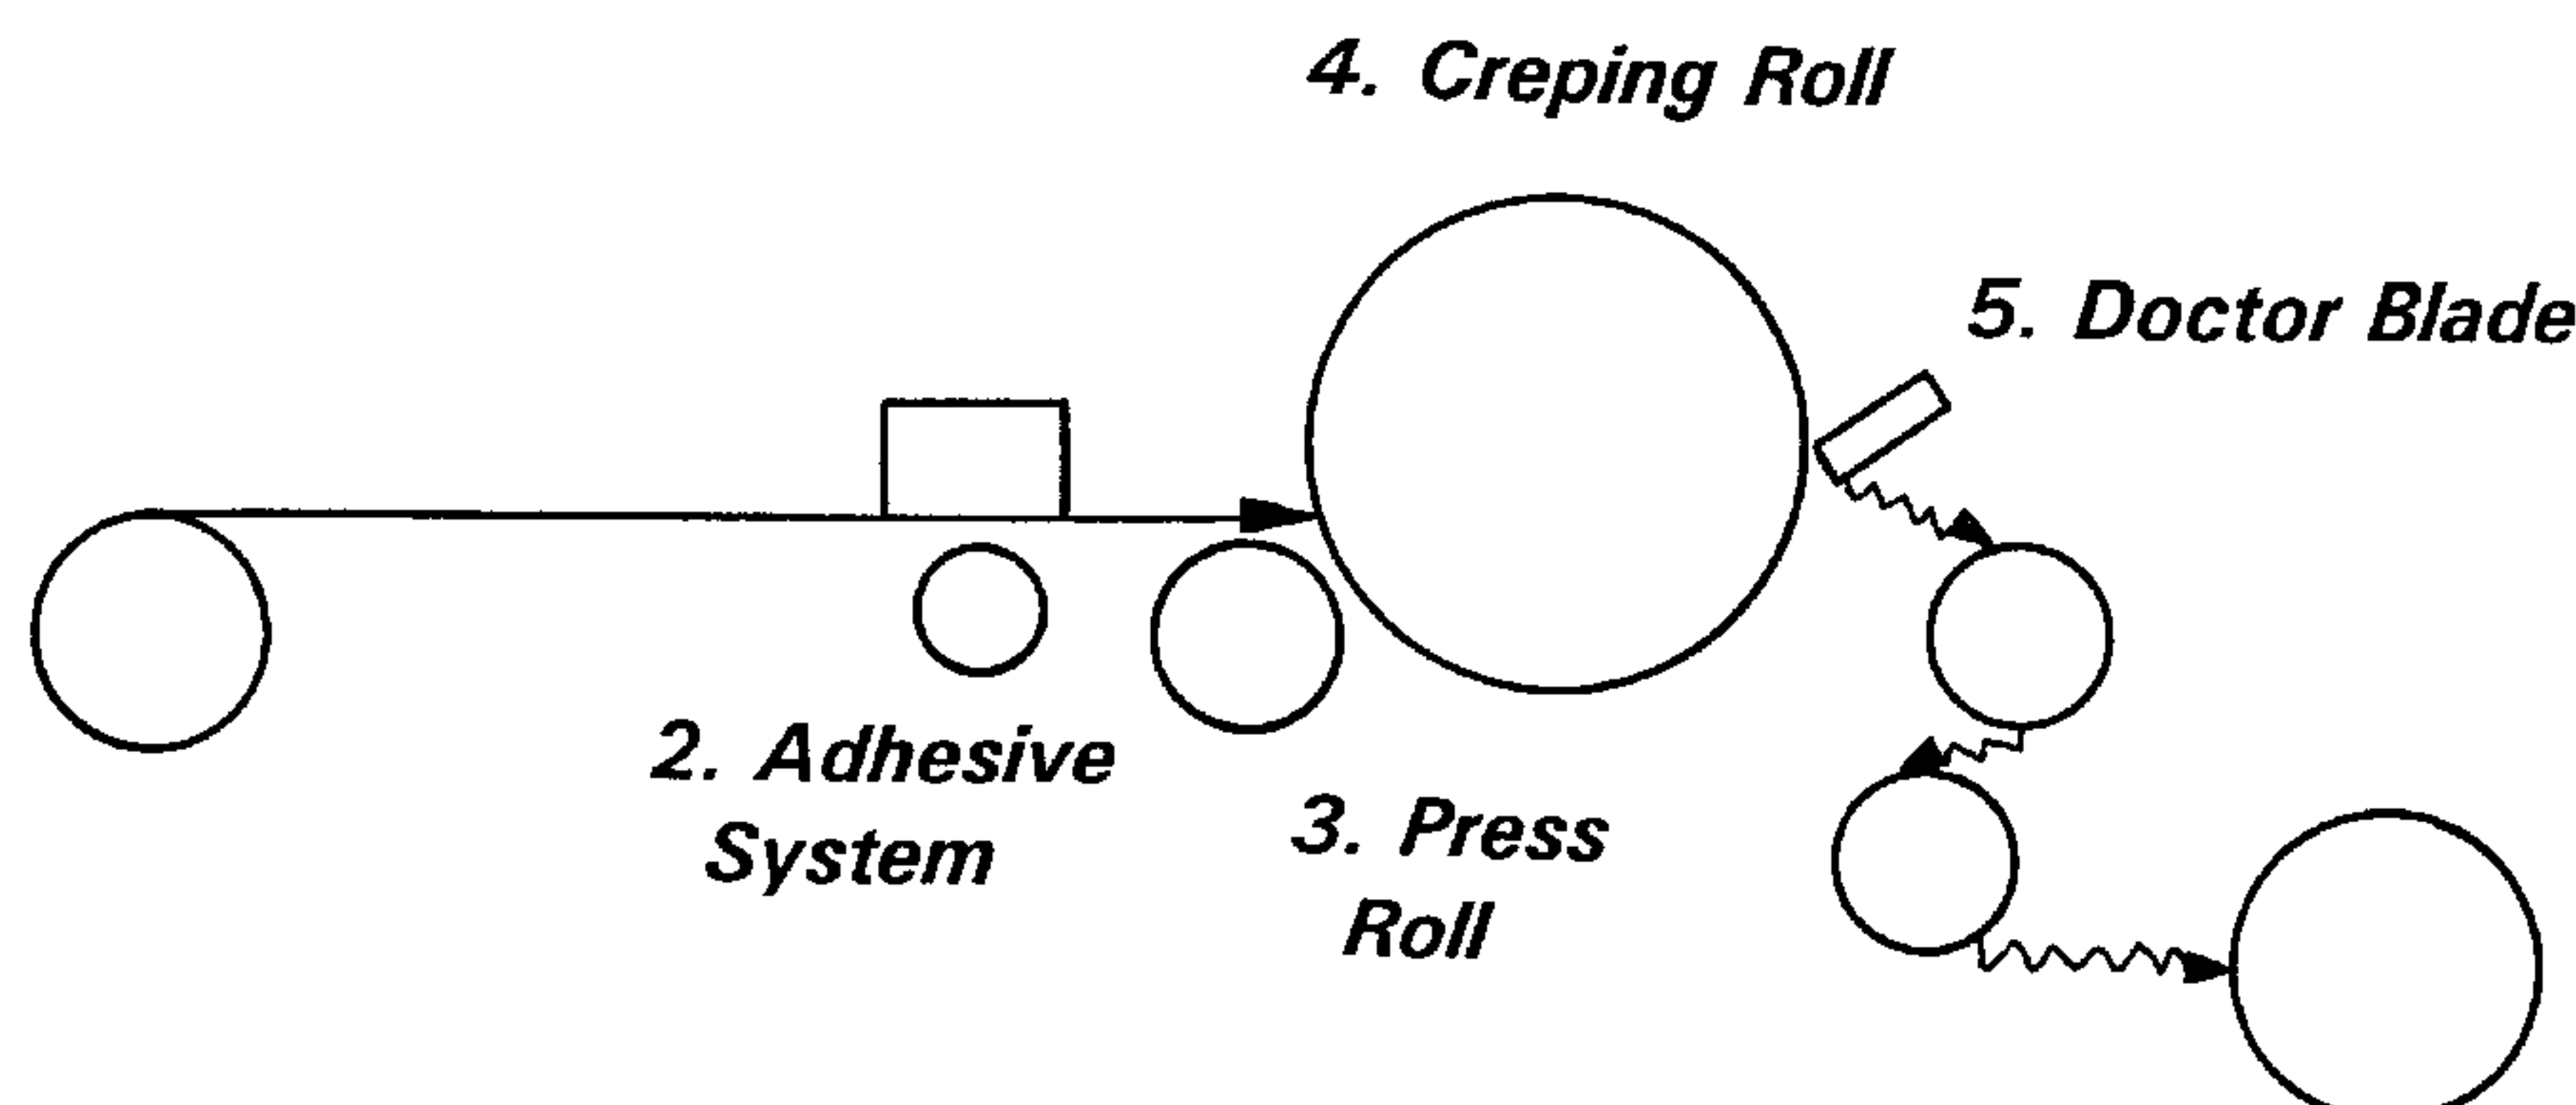 4. Creping Roll
5. Doctor Blade
2. Adhesive
System
3. Press
Roll